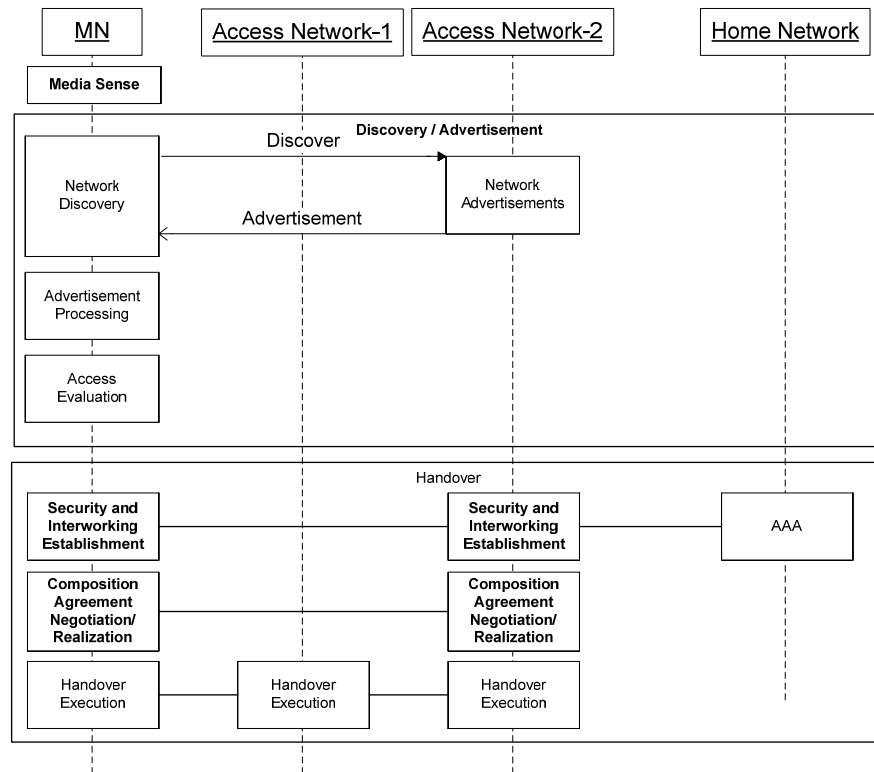 MN
Access Network-1
Access Network-2
Home Network
Media Sense
Discovery / Advertisement
Discover
Network
Discovery
Network
Advertisements
Advertisement
Advertisement
Processing
Access
Evaluation
Handover
Security and
Interworking
Establishment
Security and
Interworking
Establishment
AAA
Composition
Agreement
Negotiation/
Realization
Composition
Agreement
Negotiation/
Realization
Handover
Execution
Handover
Execution
Handover
Execution